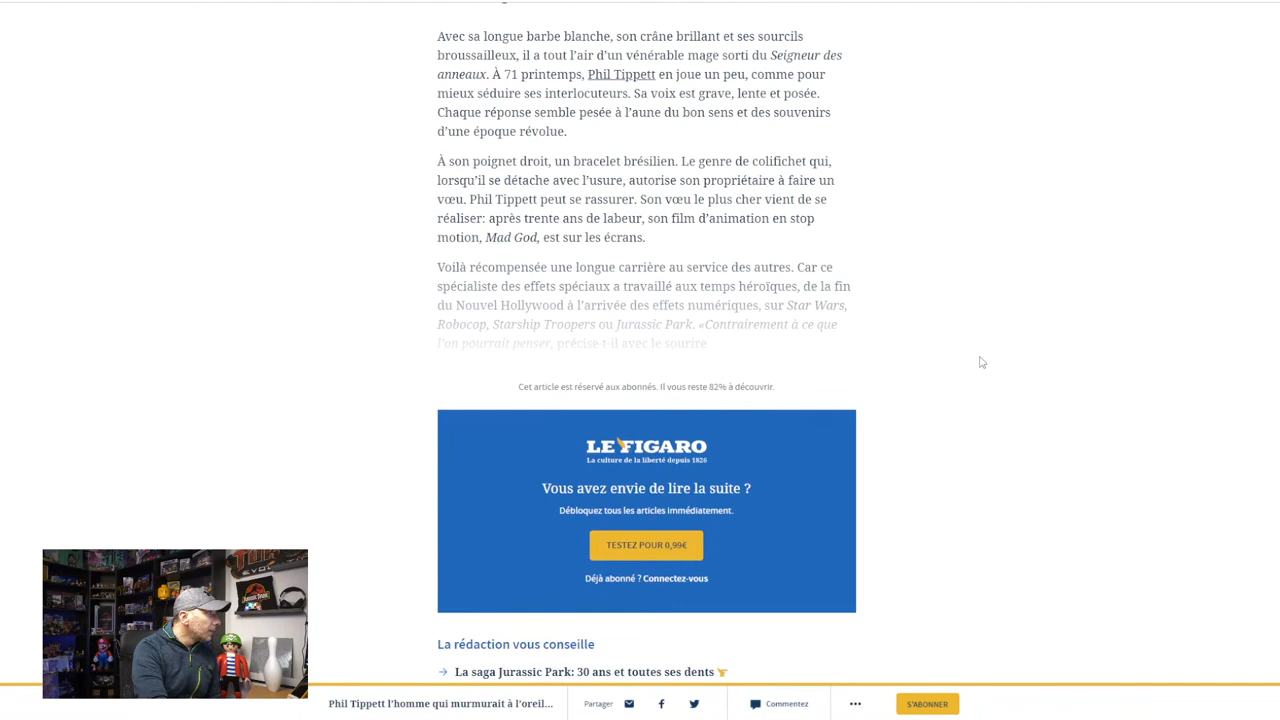 Avec sa longue barbe blanche, son crâne brillant et ses sourcils
broussailleux, il a tout l’air d’un vénérable mage sorti du Seigneur des
anneaux. À 71 printemps, Phil Tippett en joue un peu, comme pour
mieux séduire ses interlocuteurs. Sa voix est grave, lente et posée.
Chaque réponse semble pesée à l’aune du bon sens et des souvenirs
d’une époque révolue.
À son poignet droit, un bracelet brésilien. Le genre de colifichet qui,
lorsqu’il se détache avec l’usure, autorise son propriétaire à faire un
vœu. Phil Tippett peut se rassurer. Son vœu le plus cher vient de se
réaliser: après trente ans de labeur, son film d’animation en stop
motion, Mad God, est sur les écrans.
Voilà récompensée une longue carrière au service des autres. Car ce
spécialiste des effets spéciaux a travaillé aux temps héroïques, de la fin
du Nouvel Hollywood à l’arrivée des effets numériques, sur Star Wars,
Robocop, Starship Troopers ou Jurassic Park. «Contrairement à ce que
l’on pourrait penser, précise-t-il avec le sourire
Cet article est réservé aux abonnés. Il vous reste 82% à découvrir.
LE FIGARO
La culture de la liberté depuis 1826
Vous avez envie de lire la suite ?
Débloquez tous les articles immédiatement.
TESTEZ POUR 0,99€
Déjà abonné ? Connectez-vous
La rédaction vous conseille
La saga Jurassic Park: 30 ans et toutes ses dents
JURASSIC PARK
Phil Tippett l’homme qui murmurait à l’oreil...
Partager
Commentez
S'ABONNER